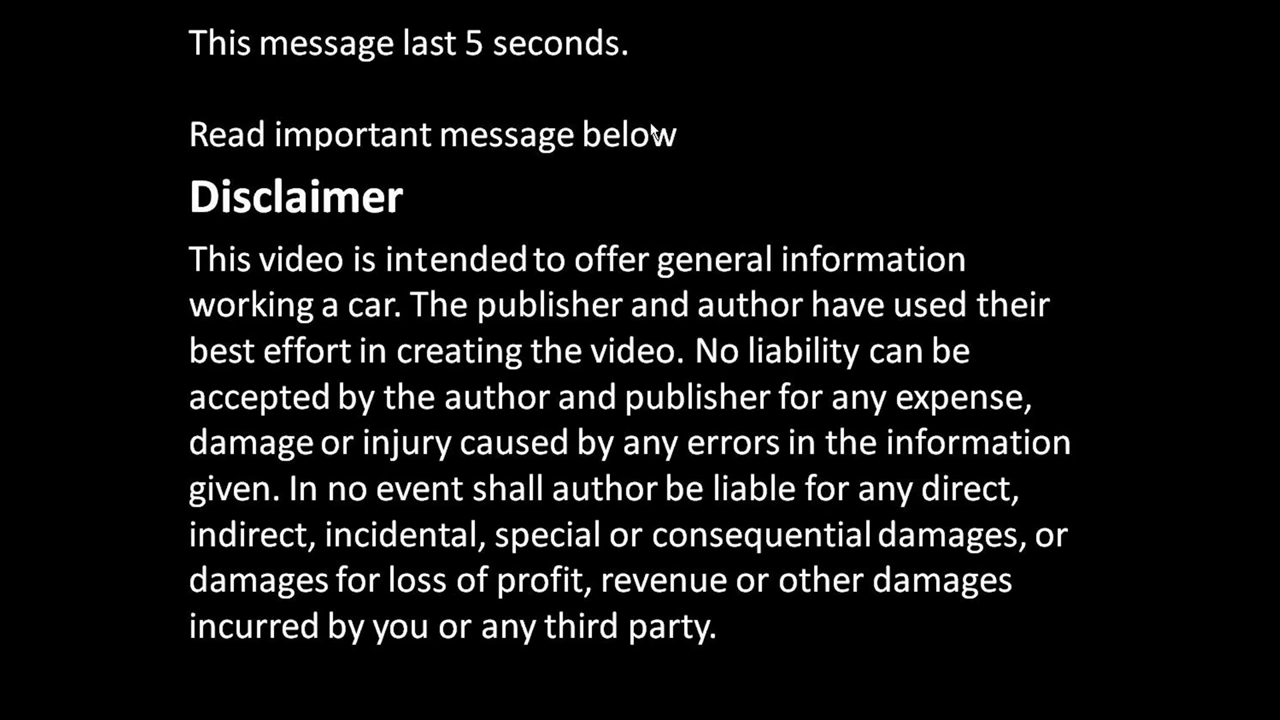 This message last 5 seconds.
Read important message below
Disclaimer
This video is intended to offer general information
working a car. The publisher and author have used their
best effort in creating the video. No liability can be
accepted by the author and publisher for any expense,
damage or injury caused by any errors in the information
given. In no event shall author be liable for any direct,
indirect, incidental, special or consequential damages, or
damages for loss of profit, revenue or other damages
incurred by you or any third party.